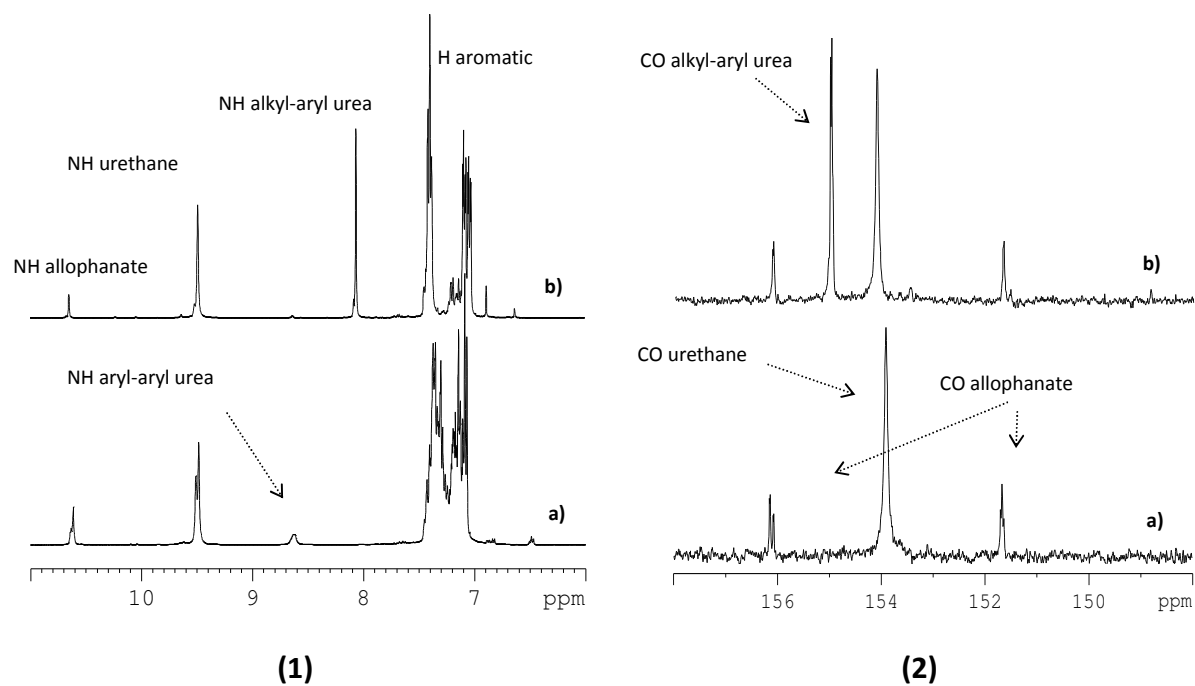 H aromatic
NH alkyl-aryl urea
NH urethane
NH allophanate
b)
NH aryl-aryl urea
a)
10 9 8 7 ppm
(1)
CO alkyl-aryl urea
b)
CO urethane
CO allophanate
a)
156 154 152 150 ppm
(2)